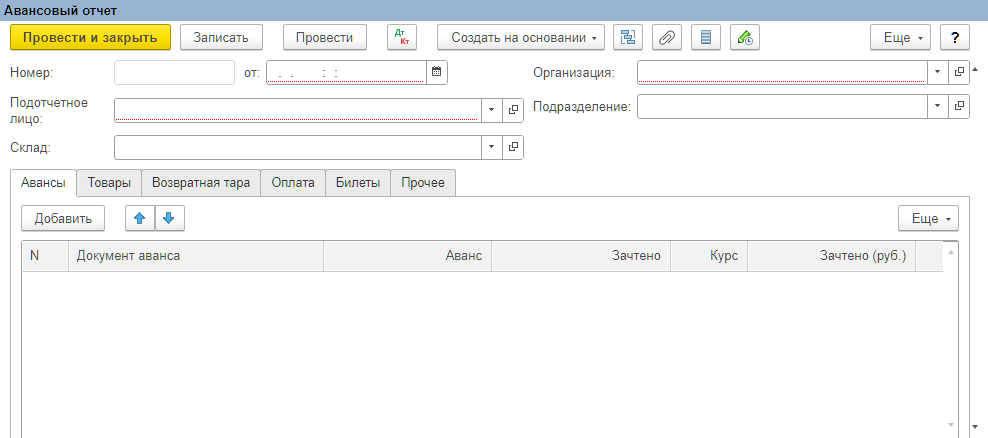 Авансовый отчет
Провести и закрыть Записать Провести Дт Кт Создать на основании Еще ?
Номер: от: . . : : Организация:
Подотчетное лицо: Подразделение:
Склад:
Авансы Товары Возвратная тара Оплата Билеты Прочее
Добавить Еще
N Документ аванса Аванс Зачтено Курс Зачтено (руб.)